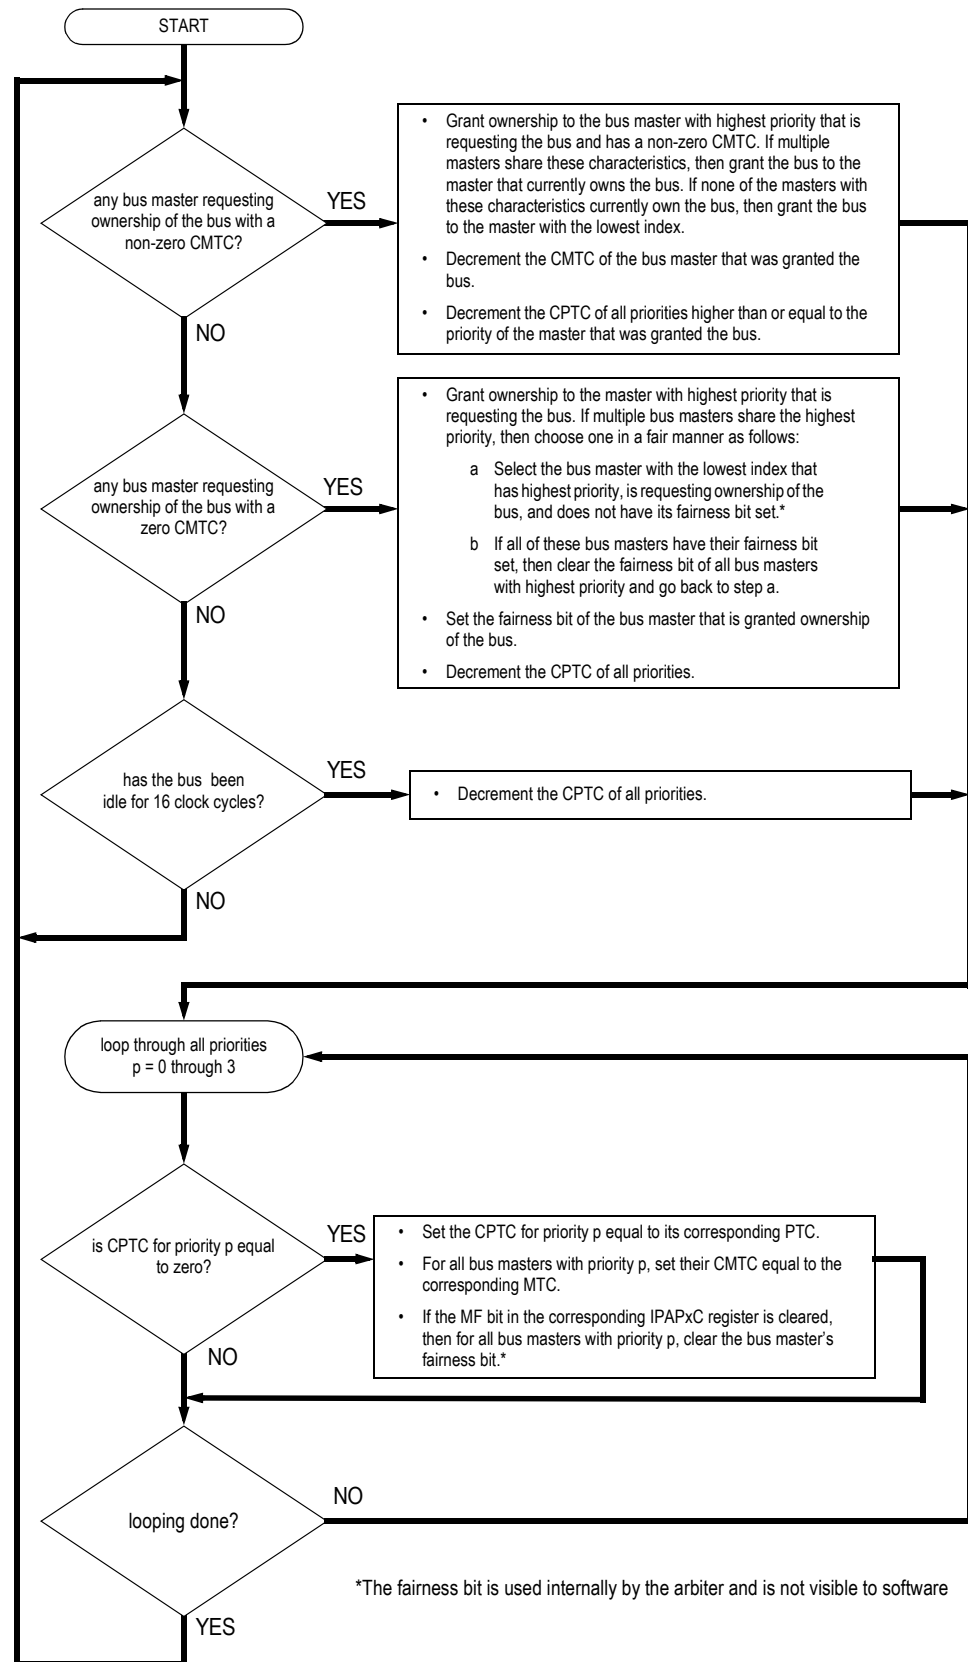 START
any bus master requesting
ownership of the bus with a
non-zero CMTC?
YES
• Grant ownership to the bus master with highest priority that is
requesting the bus and has a non-zero CMTC. If multiple
masters share these characteristics, then grant the bus to the
master that currently owns the bus. If none of the masters with
these characteristics currently own the bus, then grant the bus
to the master with the lowest index.
• Decrement the CMTC of the bus master that was granted the
bus.
• Decrement the CPTC of all priorities higher than or equal to the
priority of the master that was granted the bus.
NO
any bus master requesting
ownership of the bus with a
zero CMTC?
YES
• Grant ownership to the master with highest priority that is
requesting the bus. If multiple bus masters share the highest
priority, then choose one in a fair manner as follows:
a Select the bus master with the lowest index that
has highest priority, is requesting ownership of the
bus, and does not have its fairness bit set.*
b If all of these bus masters have their fairness bit
set, then clear the fairness bit of all bus masters
with highest priority and go back to step a.
• Set the fairness bit of the bus master that is granted ownership
of the bus.
• Decrement the CPTC of all priorities.
NO
has the bus been
idle for 16 clock cycles?
YES
• Decrement the CPTC of all priorities.
NO
loop through all priorities
p = 0 through 3
is CPTC for priority p equal
to zero?
YES
• Set the CPTC for priority p equal to its corresponding PTC.
• For all bus masters with priority p, set their CMTC equal to the
corresponding MTC.
• If the MF bit in the corresponding IPAPxC register is cleared,
then for all bus masters with priority p, clear the bus master's
fairness bit.*
NO
looping done?
NO
*The fairness bit is used internally by the arbiter and is not visible to software
YES